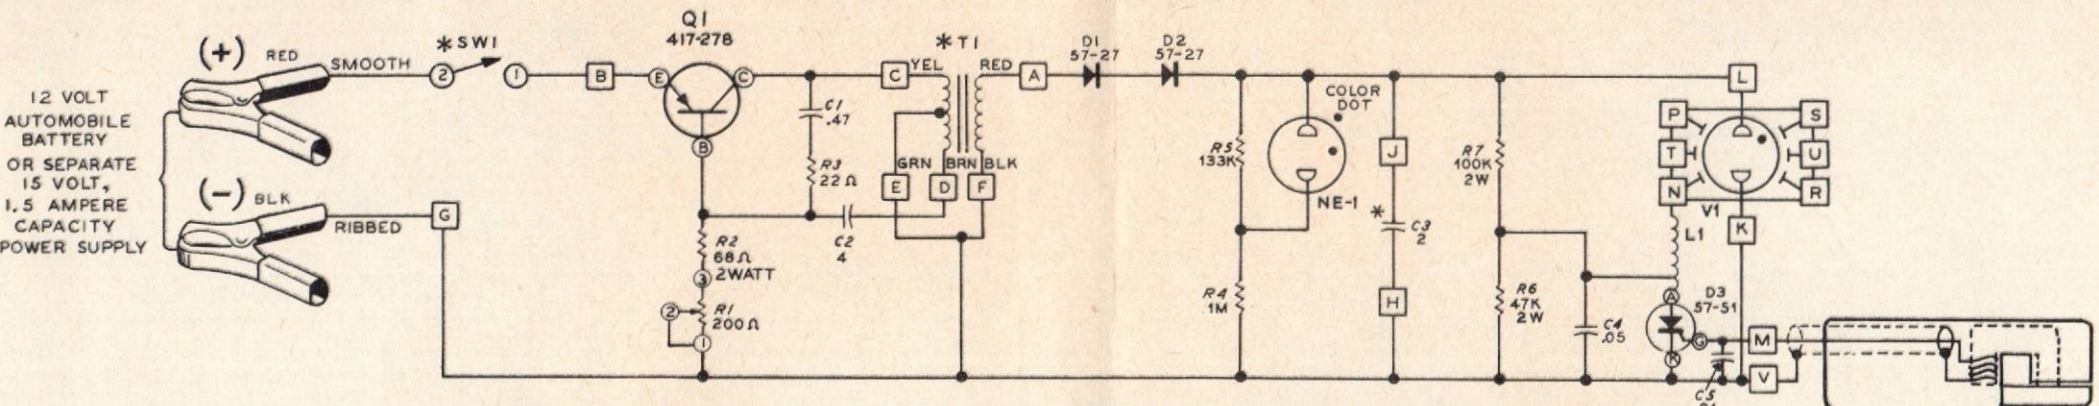 12 VOLT
AUTOMOBILE
BATTERY
OR SEPARATE
15 VOLT,
1.5 AMPERE
CAPACITY
POWER SUPPLY
(+)
RED
SMOOTH
(-)
BLK
RIBBED
G
* SW1
2
1
B
Q1
417-278
E
C
B
C1
.47
R3
22Ω
C2
4
R2
68Ω
2WATT
3
2
R1
200Ω
1
* T1
C
YEL
RED
A
GRN
BRN
BLK
E
D
F
D1
57-27
D2
57-27
R5
133K
R4
1M
COLOR
DOT
NE-1
J
*
C3
2
H
R7
100K
2W
R6
47K
2W
C4
.05
L
P
S
T
U
N
R
V1
K
L1
A
D3
57-51
G
K
M
V
C5